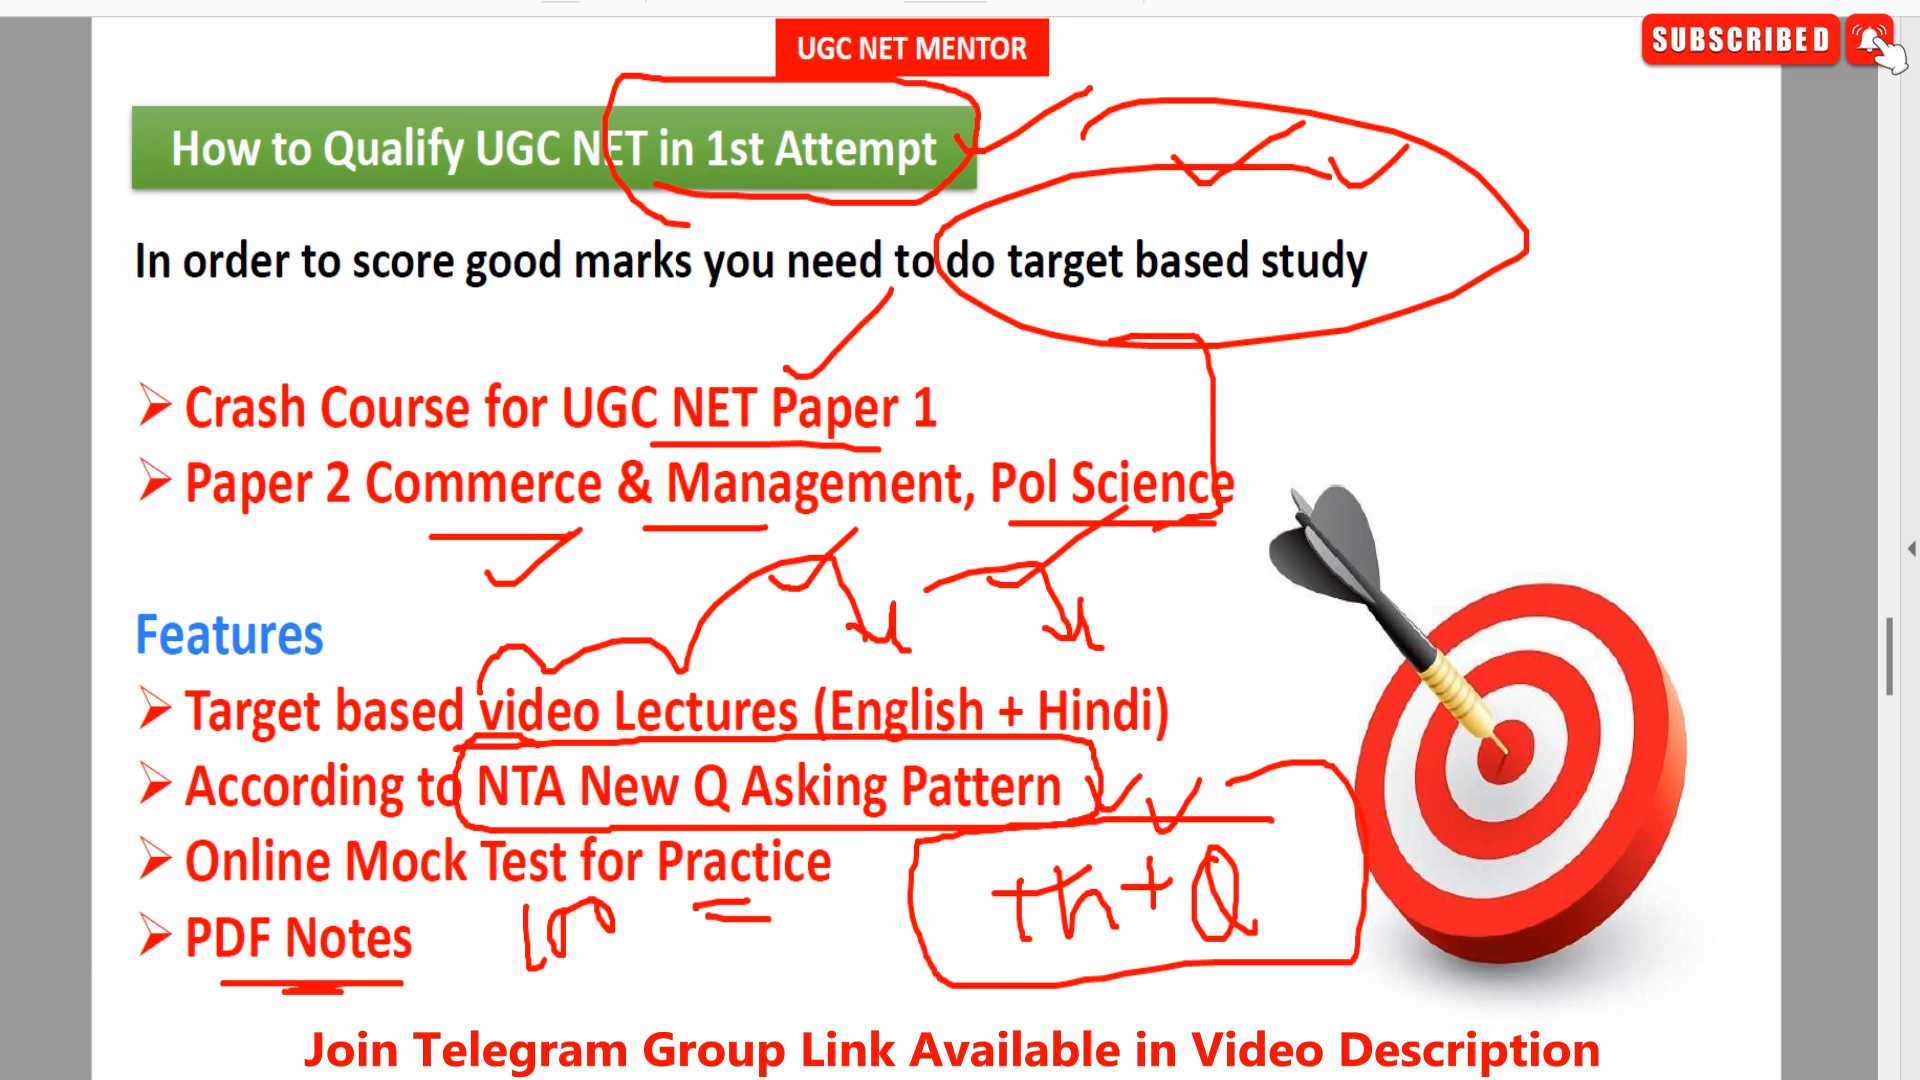 UGC NET MENTOR
SUBSCRIBED
How to Qualify UGC NET in 1st Attempt
In order to score good marks you need to do target based study
Crash Course for UGC NET Paper 1
Paper 2 Commerce & Management, Pol Science
Features
Target based video Lectures (English + Hindi)
According to NTA New Q Asking Pattern
Online Mock Test for Practice
th + Q
PDF Notes
Join Telegram Group Link Available in Video Description